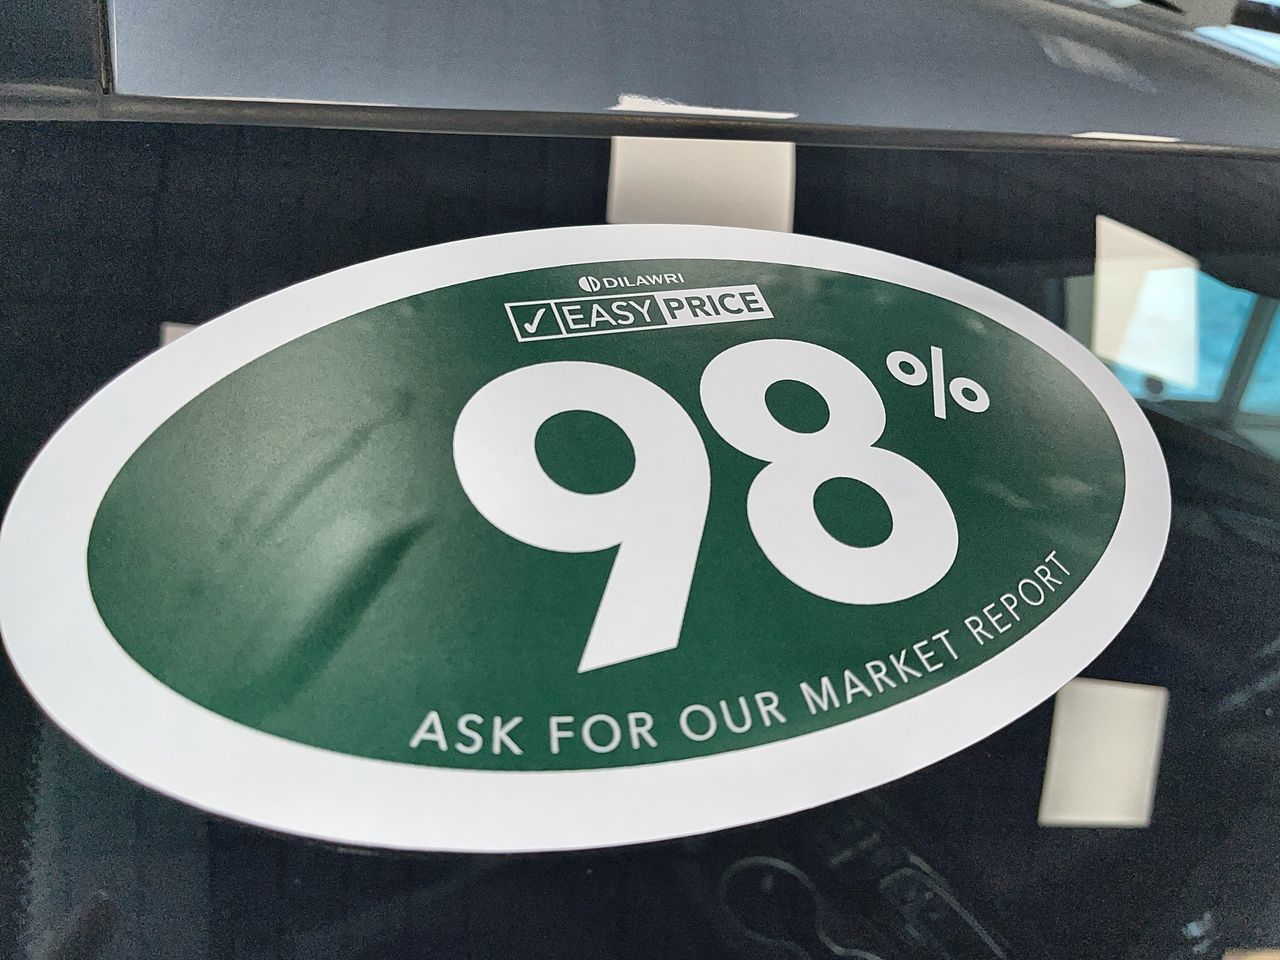 DILAWRI
✓ EASY PRICE
98%
ASK FOR OUR MARKET REPORT